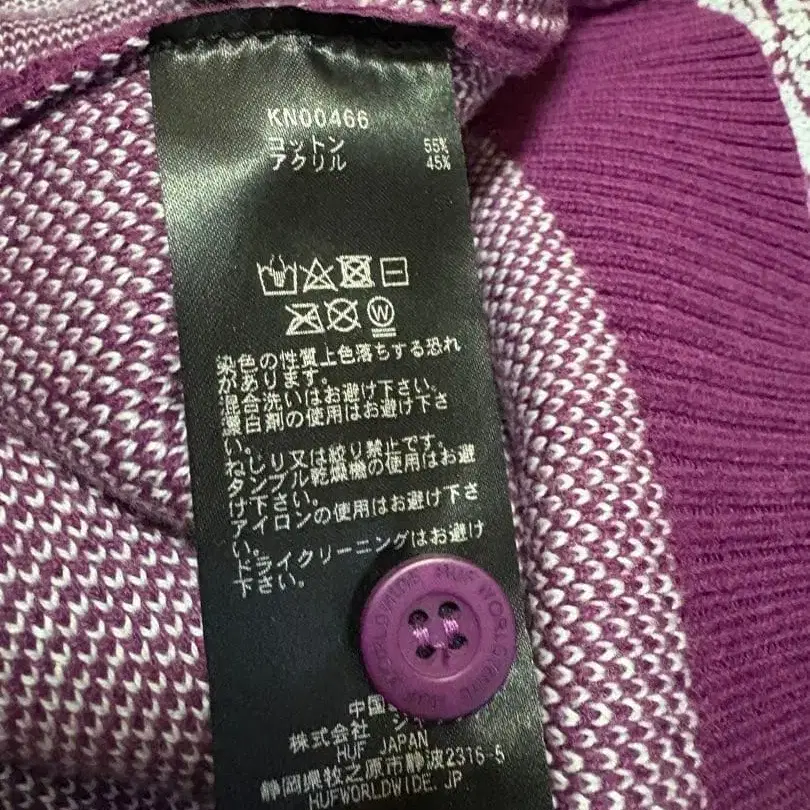 KN00466
コットン 55%
アクリル 45%
W
染色の性質上色落ちする恐れ
があります。
混合洗いはお避け下さい。
漂白剤の使用はお避け下さ
い。
ねじり又は絞り禁止です。
タンブル乾燥機の使用はお避
け下さい。
アイロンの使用はお避け下さ
い。
ドライクリーニングはお避け
下さい。
HUF WORLDWIDE
中国
株式会社
HUF JAPAN
静岡県牧之原市静波2316-5
HUFWORLDWIDE.JP